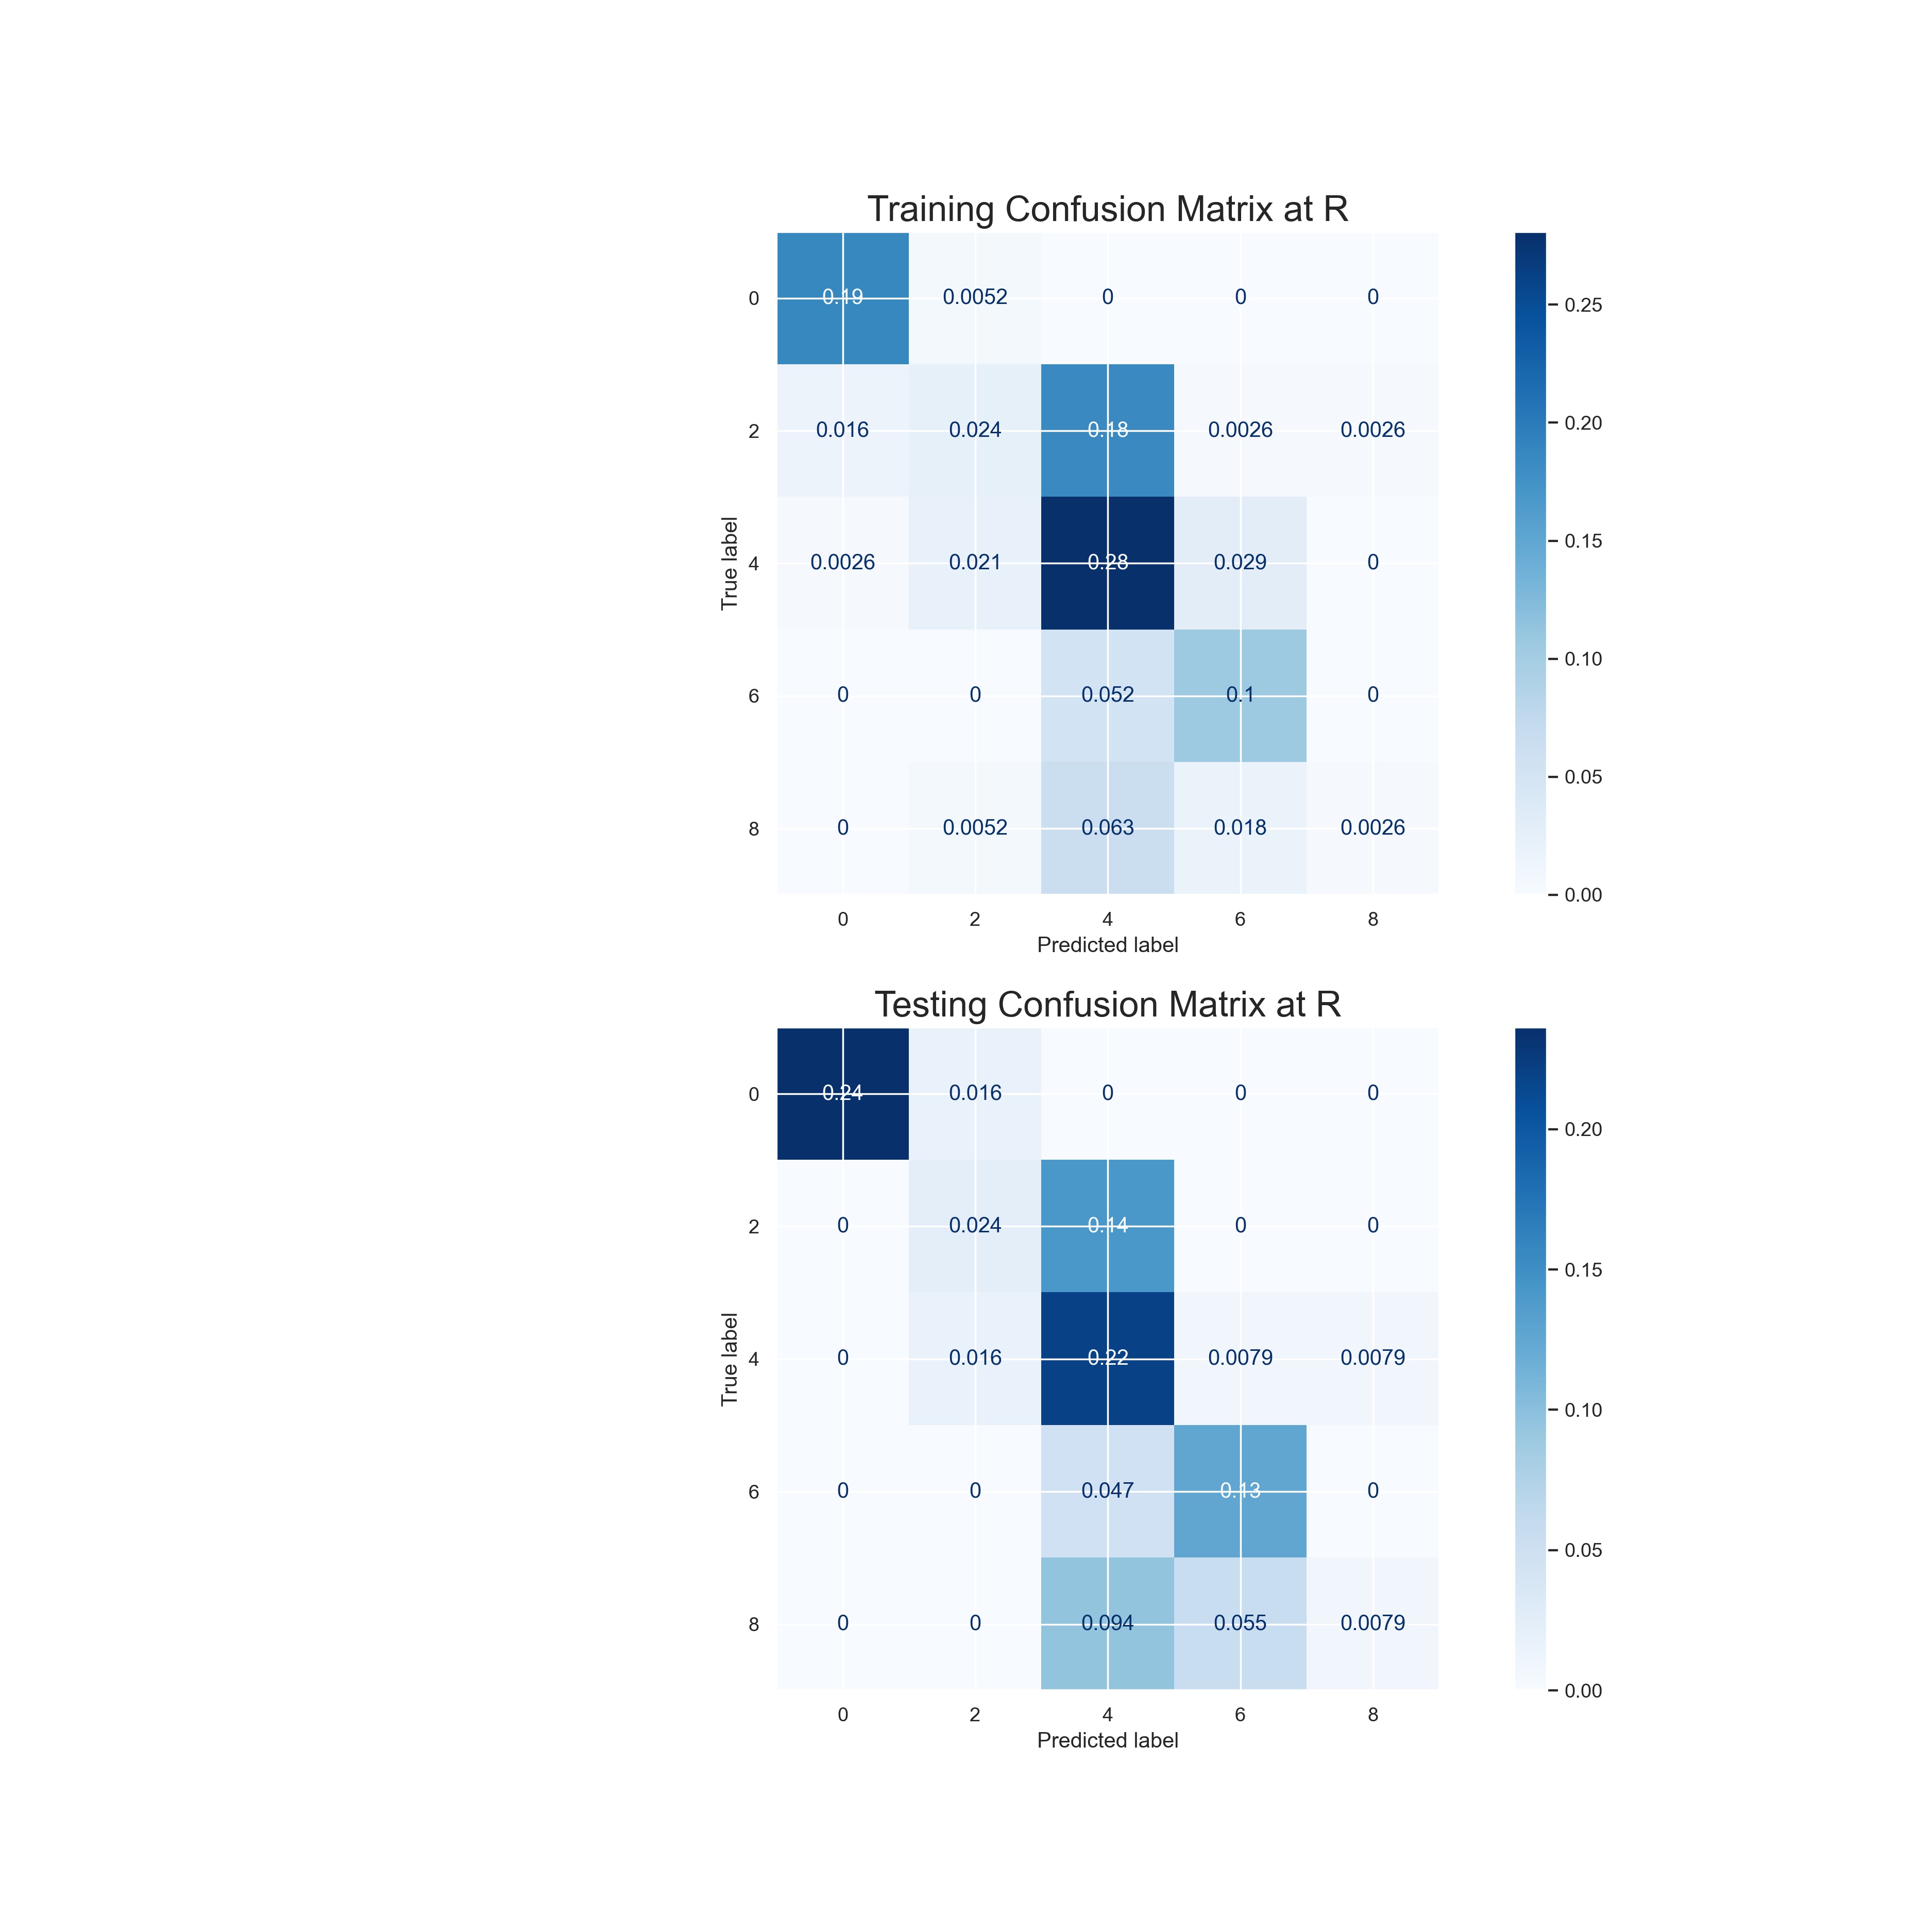 Training Confusion Matrix at R
0 0.19 0.0052 0 0 0
2 0.016 0.024 0.18 0.0026 0.0026
4 0.0026 0.021 0.28 0.029 0
6 0 0 0.052 0.1 0
8 0 0.0052 0.063 0.018 0.0026
True label
0 2 4 6 8
Predicted label
0.25
0.20
0.15
0.10
0.05
0.00
Testing Confusion Matrix at R
0 0.24 0.016 0 0 0
2 0 0.024 0.14 0 0
4 0 0.016 0.22 0.0079 0.0079
6 0 0 0.047 0.13 0
8 0 0 0.094 0.055 0.0079
True label
0 2 4 6 8
Predicted label
0.20
0.15
0.10
0.05
0.00